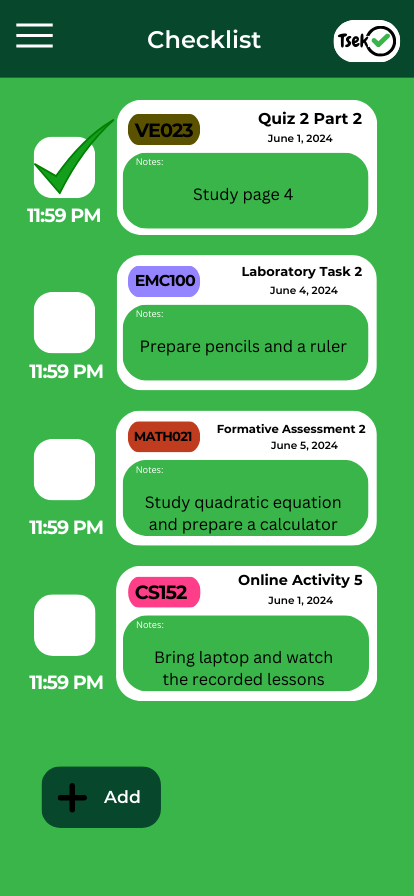 Checklist
Tsek
VE023
Quiz 2 Part 2
June 1, 2024
Notes:
Study page 4
11:59 PM
EMC100
Laboratory Task 2
June 4, 2024
Notes:
Prepare pencils and a ruler
11:59 PM
MATH021
Formative Assessment 2
June 5, 2024
Notes:
Study quadratic equation
and prepare a calculator
11:59 PM
CS152
Online Activity 5
June 1, 2024
Notes:
Bring laptop and watch
the recorded lessons
11:59 PM
Add